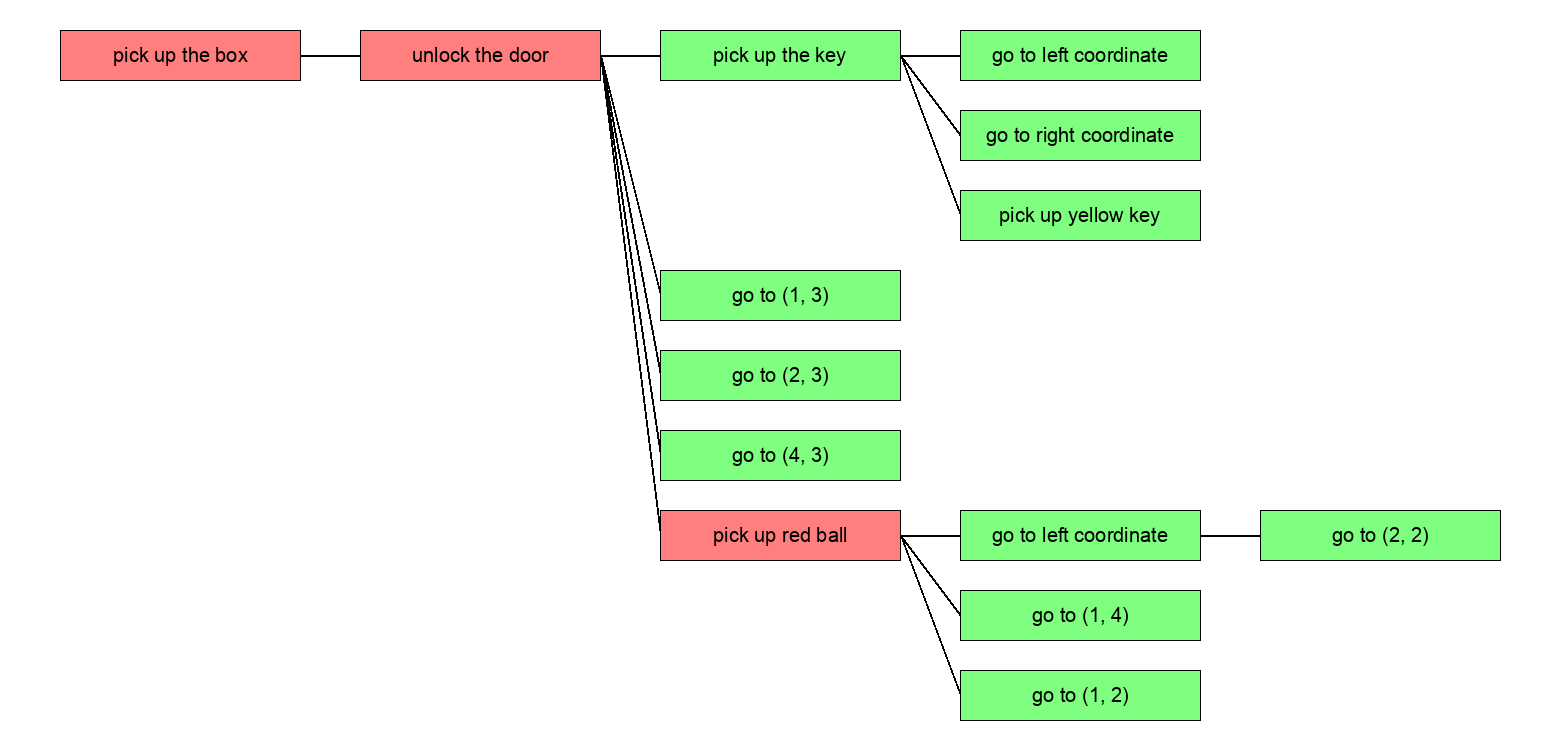 pick up the box
unlock the door
pick up the key
go to left coordinate
go to right coordinate
pick up yellow key
go to (1, 3)
go to (2, 3)
go to (4, 3)
pick up red ball
go to left coordinate
go to (2, 2)
go to (1, 4)
go to (1, 2)